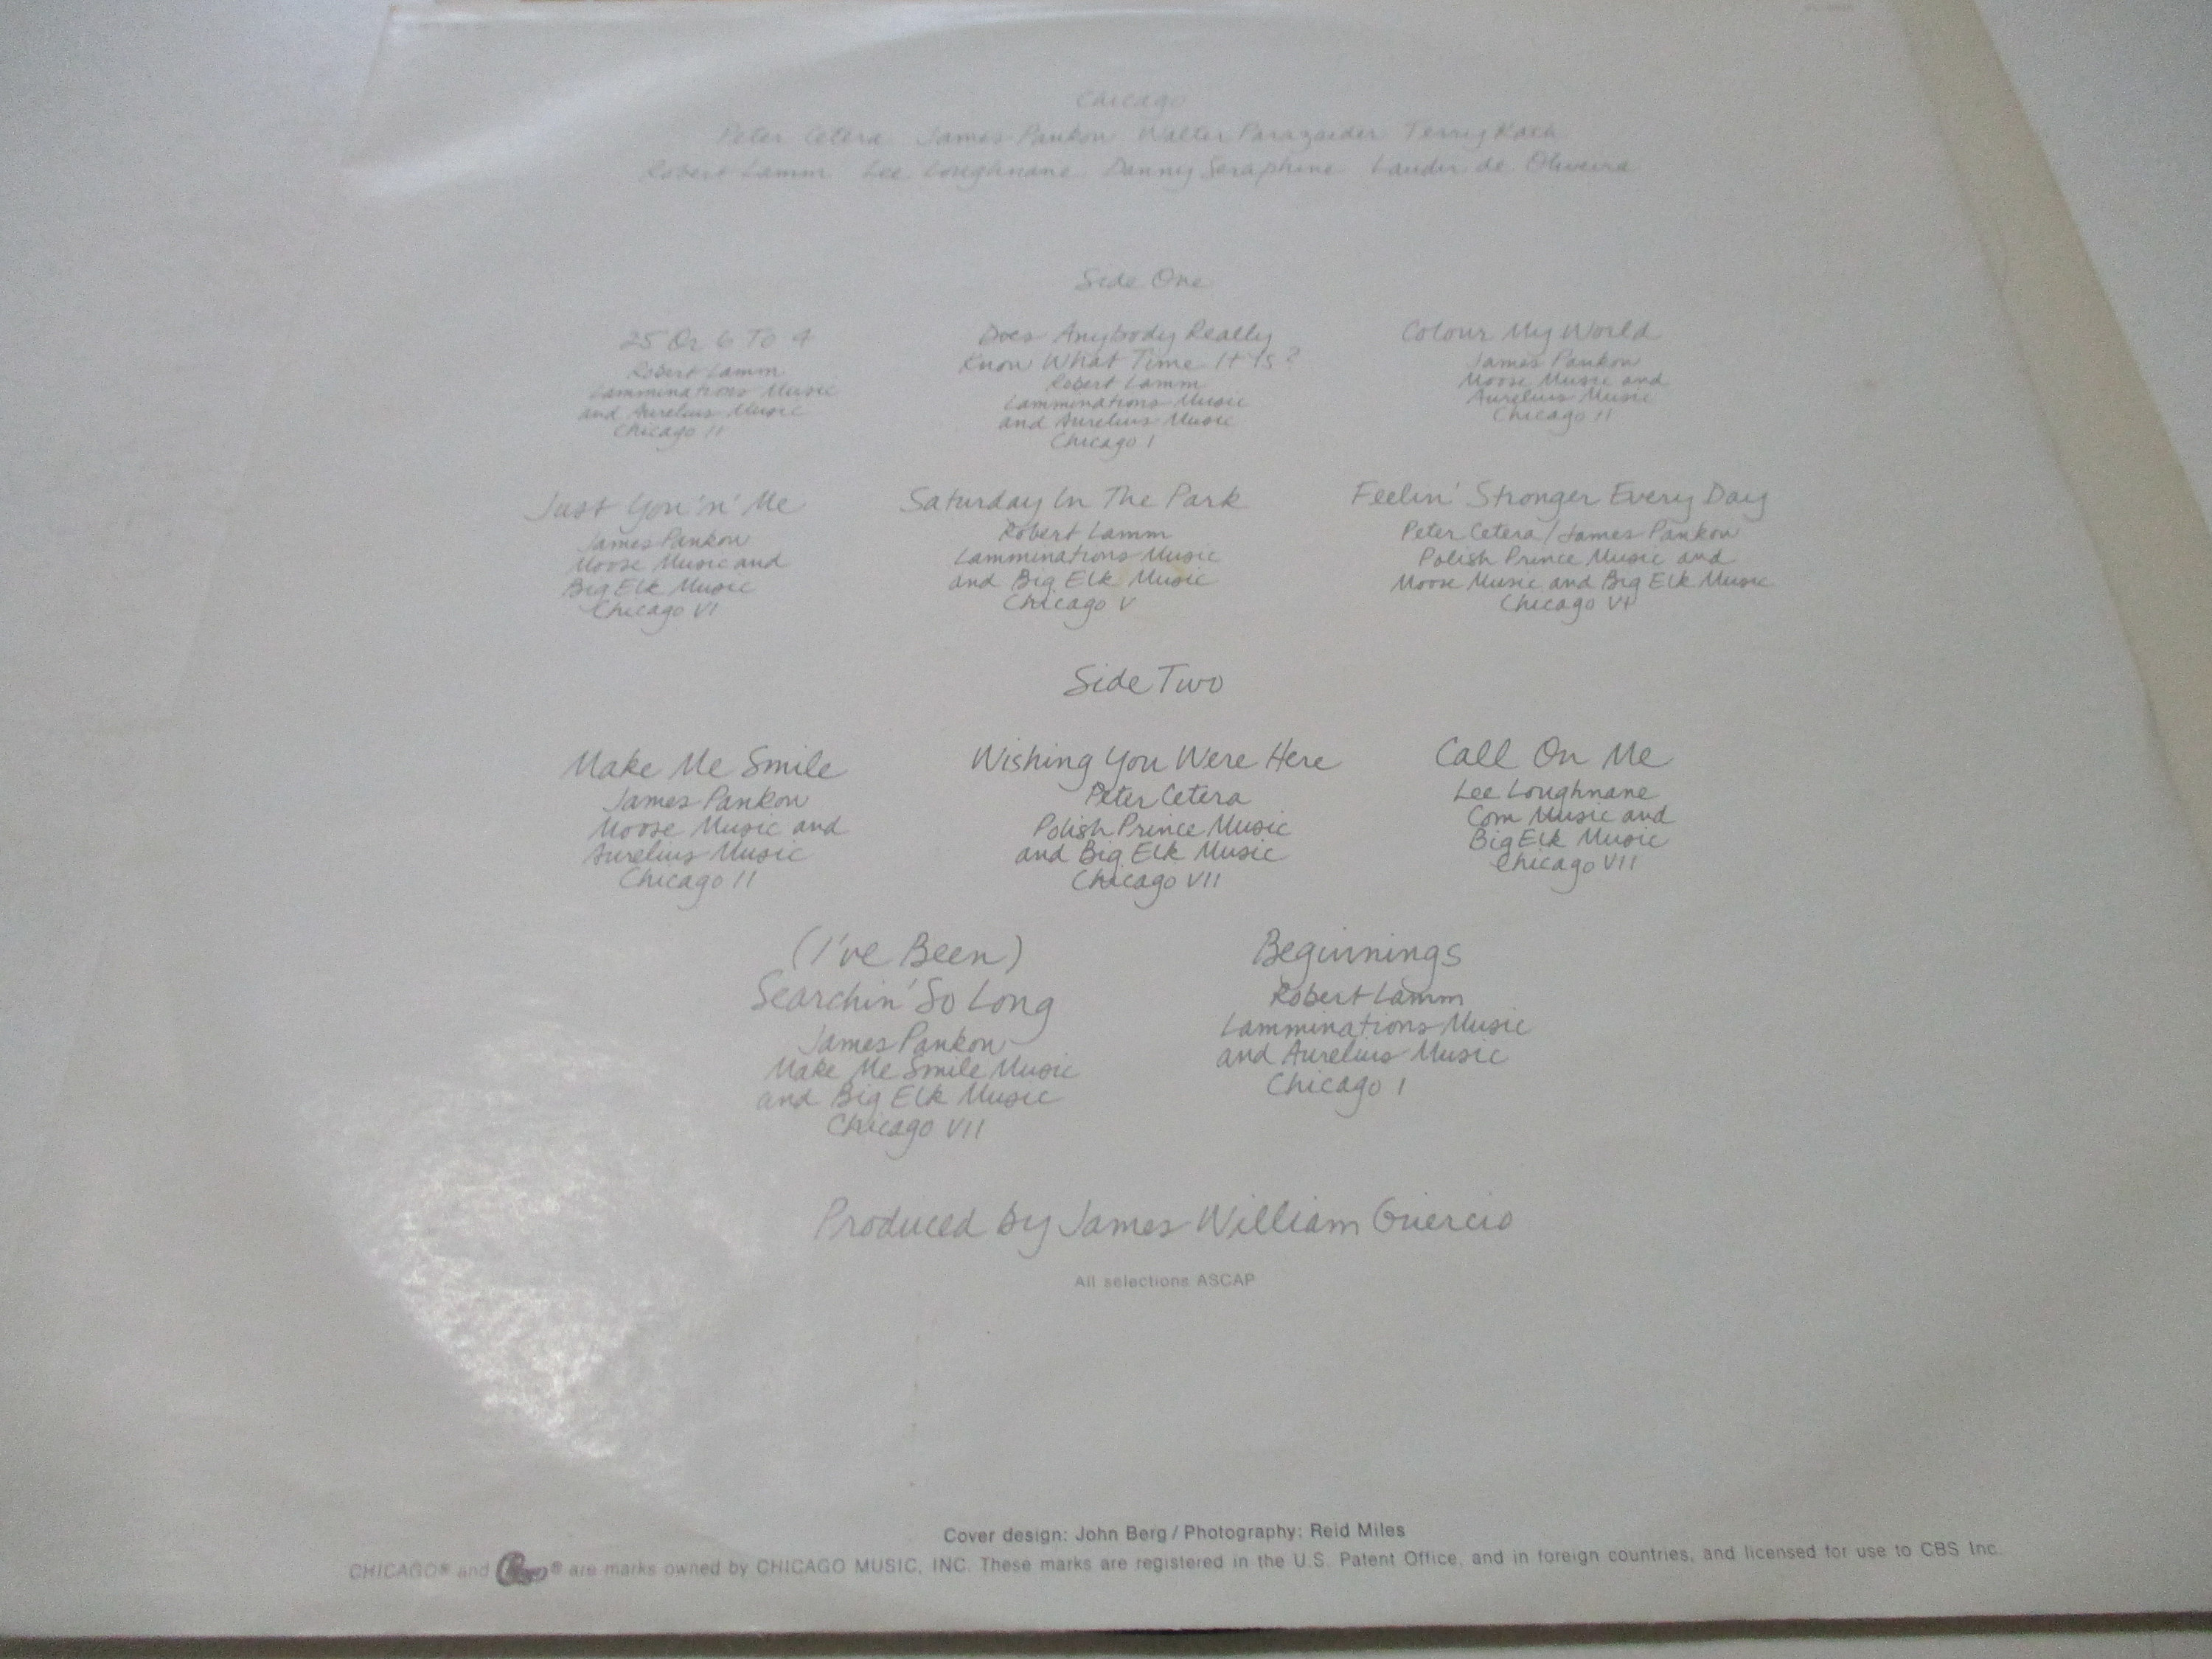 Chicago
Peter Cetera James Pankow Walter Parazaider Terry Kath
Robert Lamm Lee Loughnane Danny Seraphine Laudir de Oliveira
Side One
25 Or 6 To 4
Robert Lamm
Lamminations Music
and Aurelius Music
Chicago II
Does Anybody Really
Know What Time It Is?
Robert Lamm
Lamminations Music
and Aurelius Music
Chicago I
Colour My World
James Pankow
Moose Music and
Aurelius Music
Chicago II
Just You 'n' Me
James Pankow
Moose Music and
Big Elk Music
Chicago VI
Saturday In The Park
Robert Lamm
Lamminations Music
and Big Elk Music
Chicago V
Feelin' Stronger Every Day
Peter Cetera/James Pankow
Polish Prince Music and
Moose Music and Big Elk Music
Chicago VI
Side Two
Make Me Smile
James Pankow
Moose Music and
Aurelius Music
Chicago II
Wishing You Were Here
Peter Cetera
Polish Prince Music
and Big Elk Music
Chicago VII
Call On Me
Lee Loughnane
Com Music and
Big Elk Music
Chicago VII
(I've Been)
Searchin' So Long
James Pankow
Make Me Smile Music
and Big Elk Music
Chicago VII
Beginnings
Robert Lamm
Lamminations Music
and Aurelius Music
Chicago I
Produced by James William Guercio
All selections ASCAP
Cover design: John Berg / Photography: Reid Miles
CHICAGO® and Chicago® are marks owned by CHICAGO MUSIC, INC. These marks are registered in the U.S. Patent Office, and in foreign countries, and licensed for use to CBS Inc.